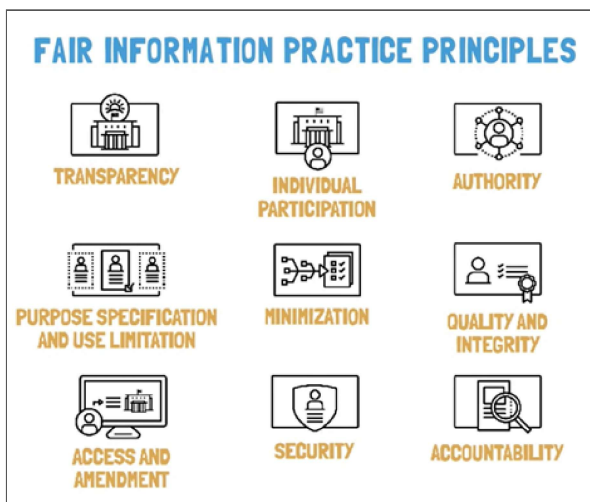 FAIR INFORMATION PRACTICE PRINCIPLES
TRANSPARENCY
INDIVIDUAL
PARTICIPATION
AUTHORITY
PURPOSE SPECIFICATION
AND USE LIMITATION
MINIMIZATION
QUALITY AND
INTEGRITY
ACCESS AND
AMENDMENT
SECURITY
ACCOUNTABILITY